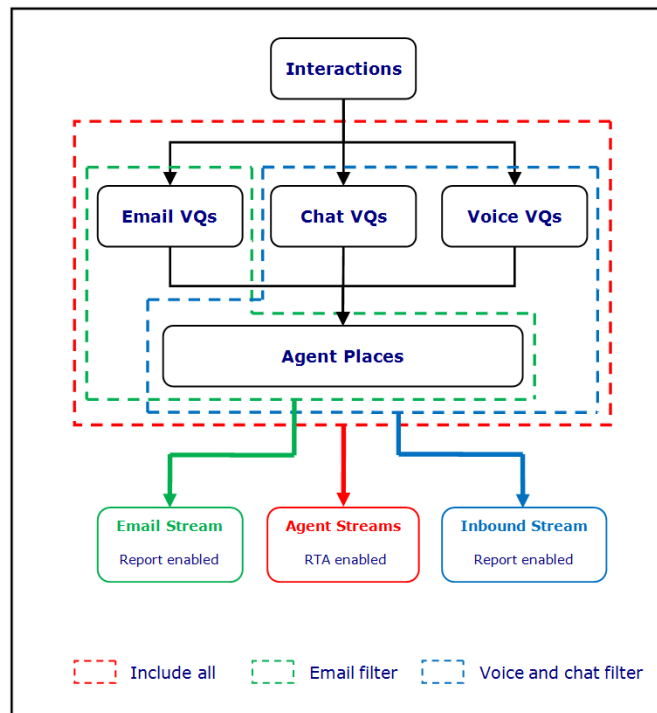 Interactions
Email VQs
Chat VQs
Voice VQs
Agent Places
Email Stream
Report enabled
Agent Streams
RTA enabled
Inbound Stream
Report enabled
Include all
Email filter
Voice and chat filter